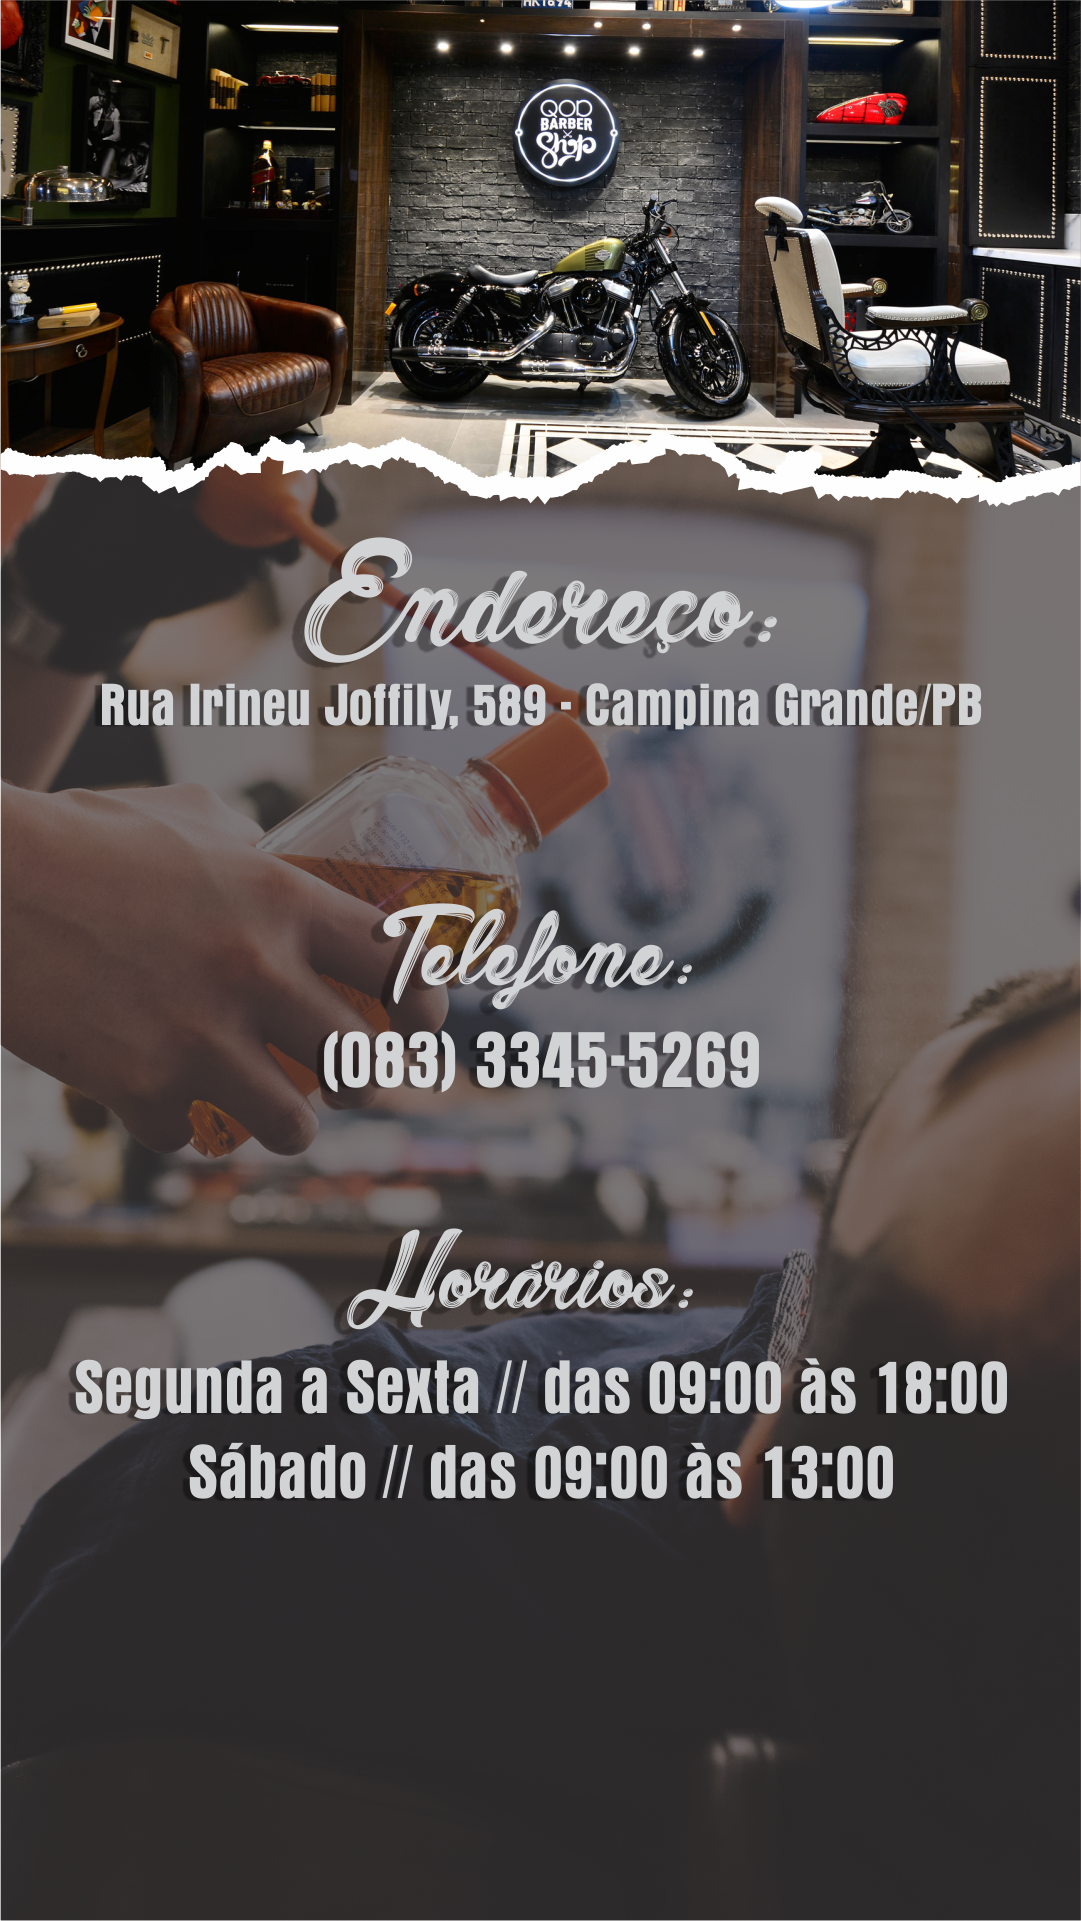 QOD
BARBER
Shop
Endereço:
Rua Irineu Joffily, 589 - Campina Grande/PB
Telefone:
(083) 3345-5269
Horários:
Segunda a Sexta // das 09:00 às 18:00
Sábado // das 09:00 às 13:00